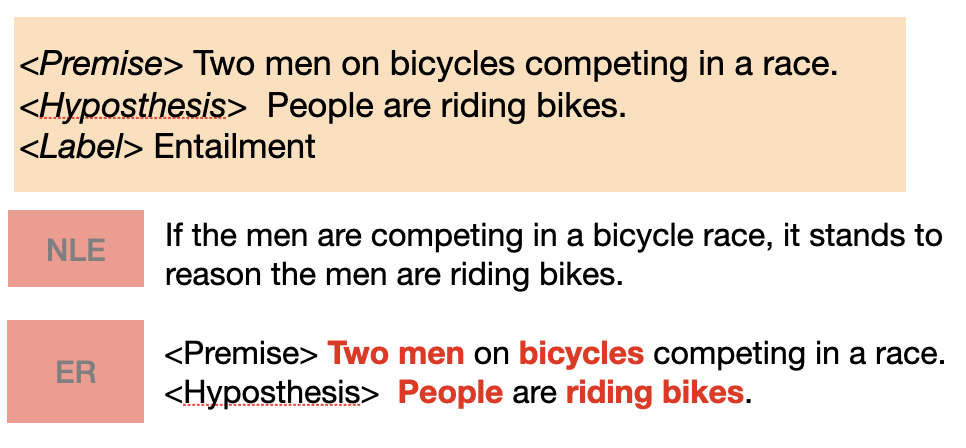 <Premise> Two men on bicycles competing in a race.
<Hyposthesis> People are riding bikes.
<Label> Entailment
NLE
If the men are competing in a bicycle race, it stands to
reason the men are riding bikes.
ER
<Premise> Two men on bicycles competing in a race.
<Hyposthesis> People are riding bikes.